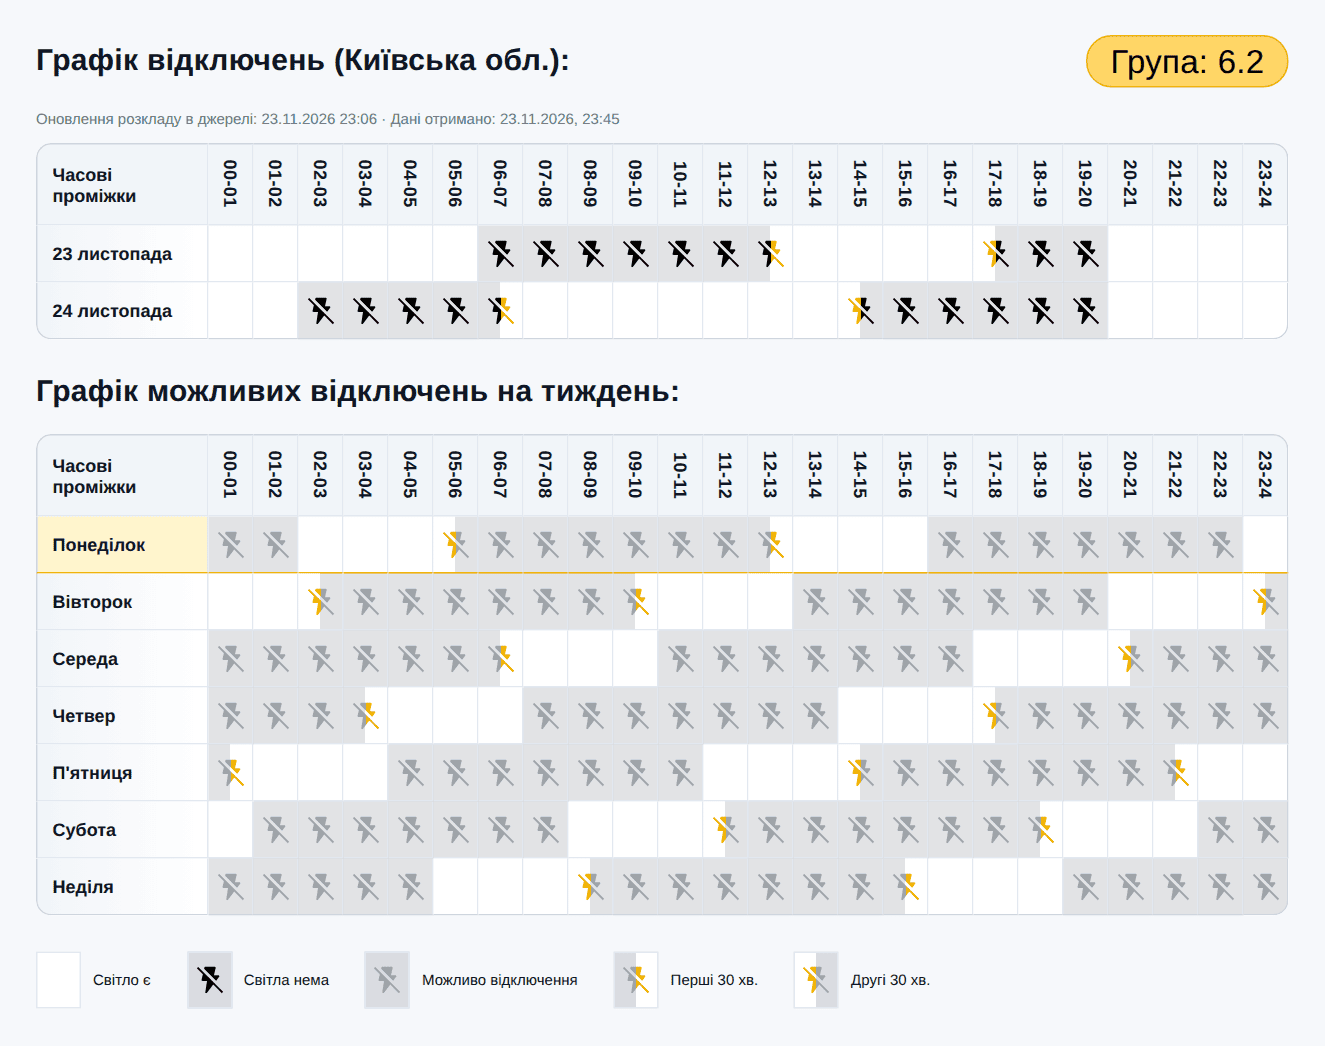 Графік відключень (Київська обл.):
Група: 6.2
Оновлення розкладу в джерелі: 23.11.2026 23:06 · Дані отримано: 23.11.2026, 23:45
Часові проміжки 00-01 01-02 02-03 03-04 04-05 05-06 06-07 07-08 08-09 09-10 10-11 11-12 12-13 13-14 14-15 15-16 16-17 17-18 18-19 19-20 20-21 21-22 22-23 23-24
23 листопада
24 листопада
Графік можливих відключень на тиждень:
Часові проміжки 00-01 01-02 02-03 03-04 04-05 05-06 06-07 07-08 08-09 09-10 10-11 11-12 12-13 13-14 14-15 15-16 16-17 17-18 18-19 19-20 20-21 21-22 22-23 23-24
Понеділок
Вівторок
Середа
Четвер
П'ятниця
Субота
Неділя
Світло є Світла нема Можливо відключення Перші 30 хв. Другі 30 хв.